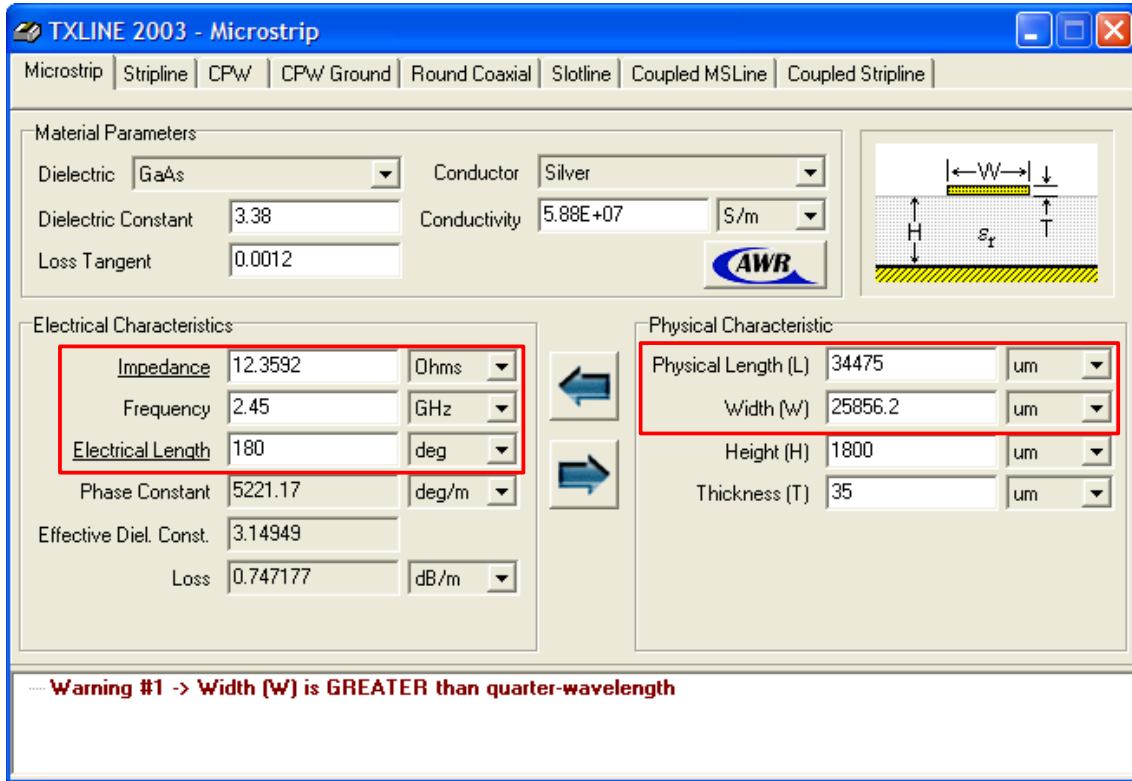 TXLINE 2003 - Microstrip
Microstrip Stripline CPW CPW Ground Round Coaxial Slotline Coupled MSLine Coupled Stripline
Material Parameters
Dielectric GaAs Conductor Silver
Dielectric Constant 3.38 Conductivity 5.88E+07 S/m
Loss Tangent 0.0012 AWR
W
H
εr
T
Electrical Characteristics
Impedance 12.3592 Ohms
Frequency 2.45 GHz
Electrical Length 180 deg
Phase Constant 5221.17 deg/m
Effective Diel. Const. 3.14949
Loss 0.747177 dB/m
Physical Characteristic
Physical Length (L) 34475 um
Width (W) 25856.2 um
Height (H) 1800 um
Thickness (T) 35 um
Warning #1 -> Width (W) is GREATER than quarter-wavelength